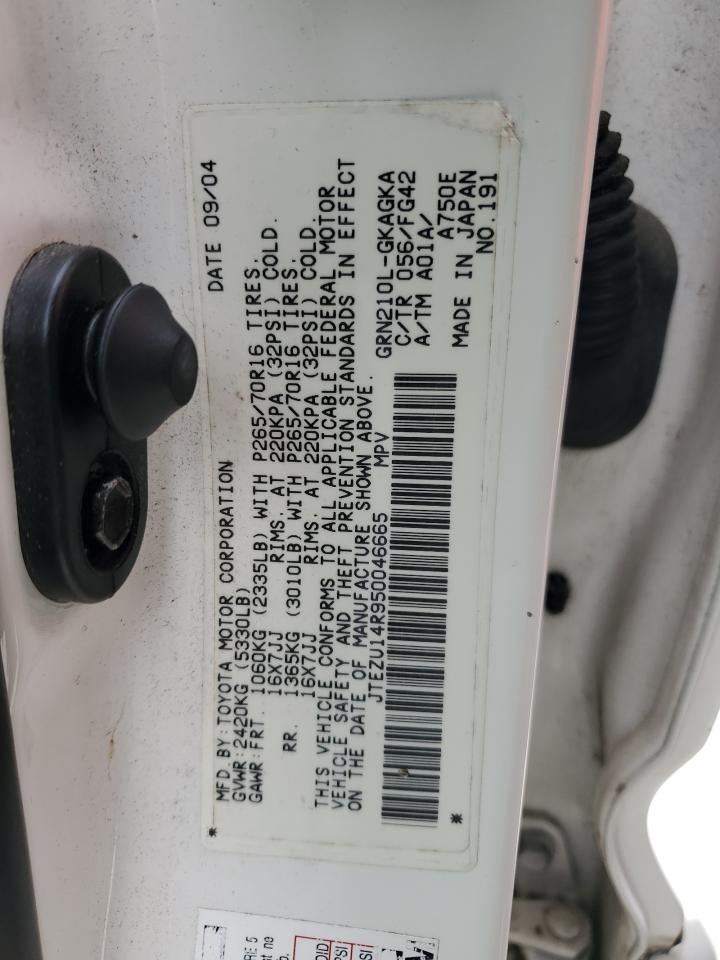 MFD. BY: TOYOTA MOTOR CORPORATION DATE 09/04
GVWR: 2420KG (5330LB)
GAWR: FRT. 1060KG (2335LB) WITH P265/70R16 TIRES,
16X7JJ RIMS, AT 220KPA (32PSI) COLD.
RR. 1365KG (3010LB) WITH P265/70R16 TIRES,
16X7JJ RIMS, AT 220KPA (32PSI) COLD.
THIS VEHICLE CONFORMS TO ALL APPLICABLE FEDERAL MOTOR
VEHICLE SAFETY AND THEFT PREVENTION STANDARDS IN EFFECT
ON THE DATE OF MANUFACTURE SHOWN ABOVE.
JTEZU14R950046665 MPV
GRN210L-GKAGKA
C/TR 056/FG42
A/TM A01A/
A750E
MADE IN JAPAN
NO. 191